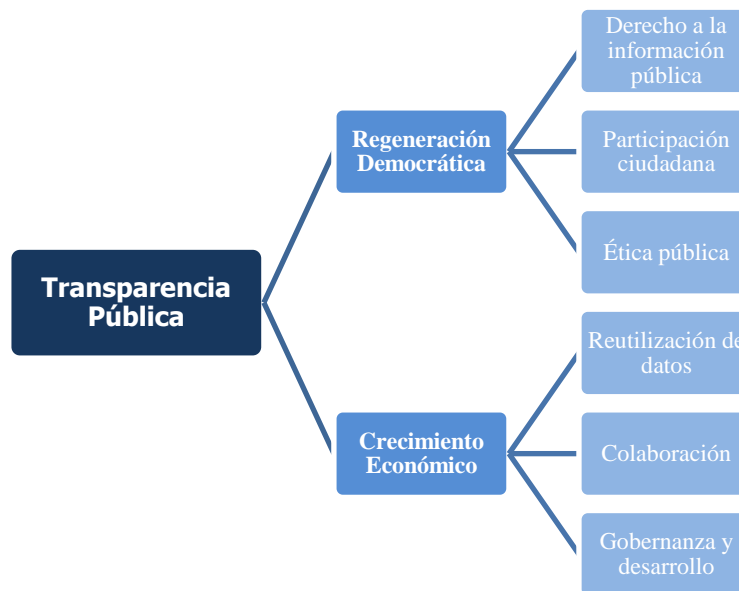 Transparencia
Pública
Regeneración
Democrática
Derecho a la
información
pública
Participación
ciudadana
Ética pública
Crecimiento
Económico
Reutilización de
datos
Colaboración
Gobernanza y
desarrollo